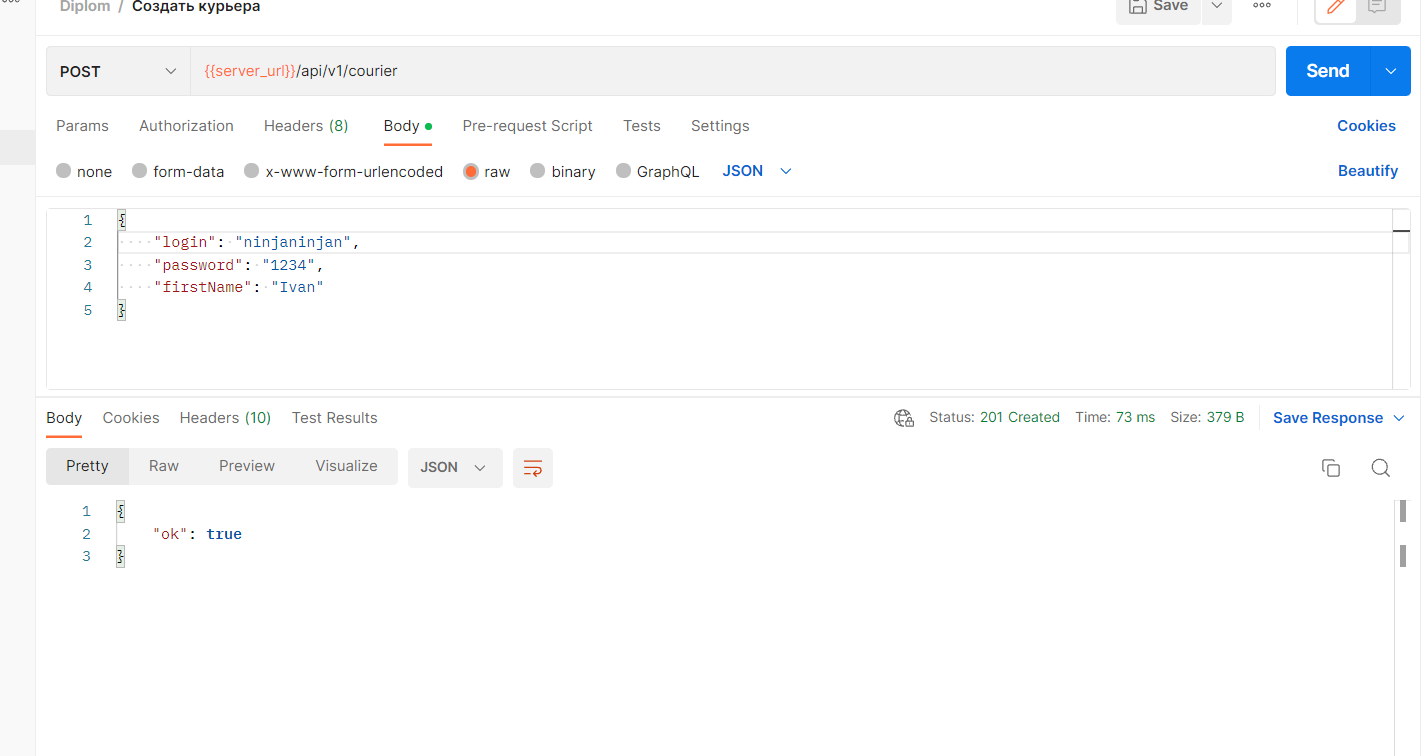 Diplom / Создать курьера
Save
POST
{{server_url}}/api/v1/courier
Send
Params Authorization Headers (8) Body Pre-request Script Tests Settings Cookies
none form-data x-www-form-urlencoded raw binary GraphQL JSON Beautify
1 {
2 "login": "ninjaninjan",
3 "password": "1234",
4 "firstName": "Ivan"
5 }
Body Cookies Headers (10) Test Results Status: 201 Created Time: 73 ms Size: 379 B Save Response
Pretty Raw Preview Visualize JSON
1 {
2 "ok": true
3 }